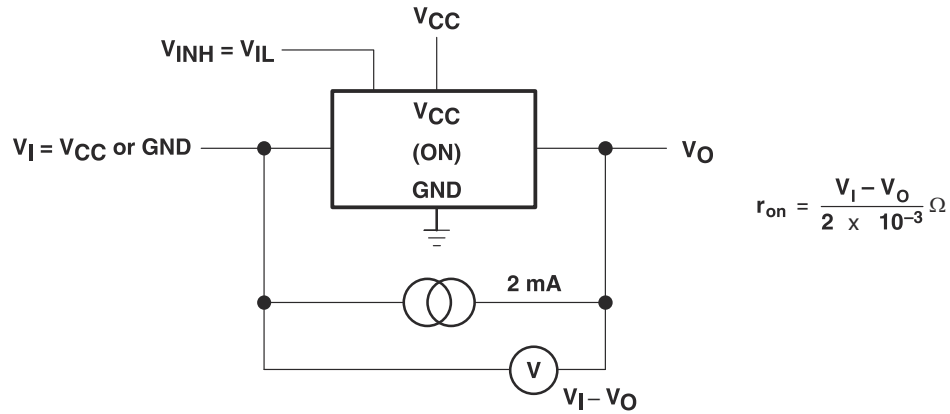 VCC
VINH = VIL
VCC
VI = VCC or GND
(ON)
VO
GND
ron = VI – VO / 2 x 10–3 Ω
2 mA
V
VI – VO